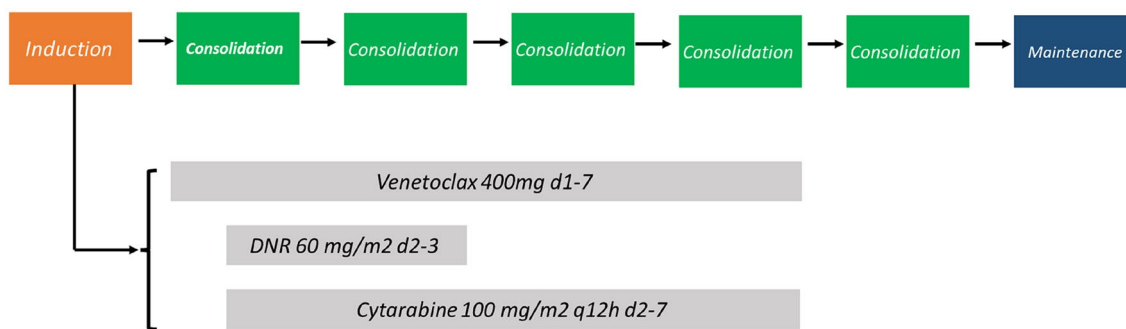 Induction
Consolidation
Consolidation
Consolidation
Consolidation
Consolidation
Maintenance
Venetoclax 400mg d1-7
DNR 60 mg/m2 d2-3
Cytarabine 100 mg/m2 q12h d2-7